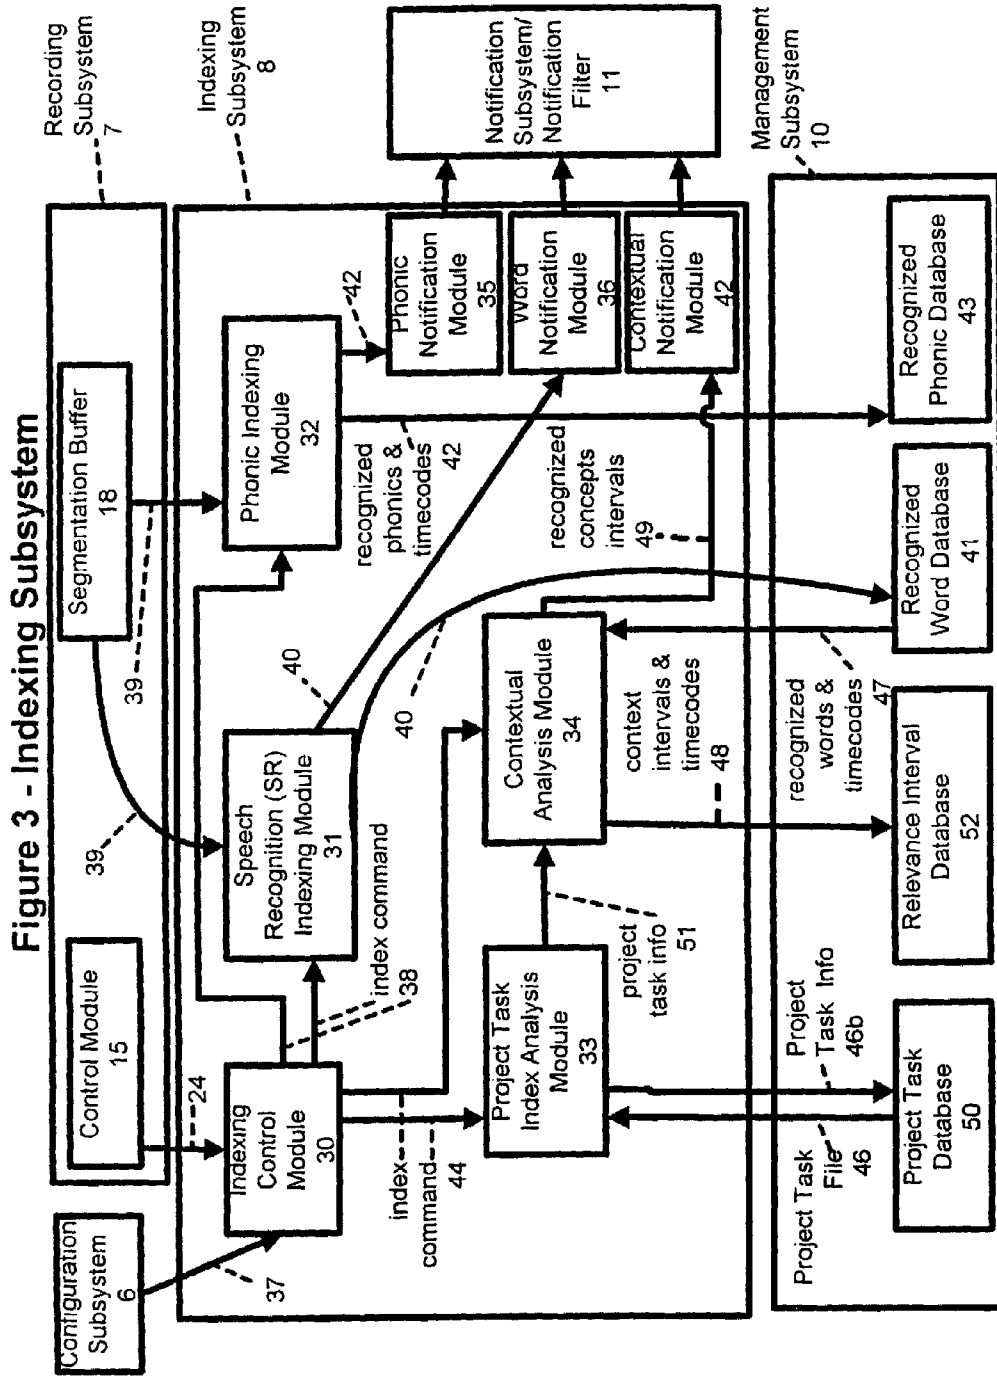 Figure 3 - Indexing Subsystem
Configuration
Subsystem
6
Control Module
15
Segmentation Buffer
18
Recording
Subsystem
7
37
24
39
39
Indexing
Subsystem
8
Indexing
Control
Module
30
index command
38
Speech
Recognition (SR)
Indexing Module
31
Phonic Indexing
Module
32
40
42
recognized
phonics &
timecodes
42
Phonic
Notification
Module
35
Word
Notification
Module
36
Contextual
Notification
Module
42
Notification
Subsystem/
Notification
Filter
11
index
command
44
Project Task
Index Analysis
Module
33
project
task info
51
Contextual
Analysis Module
34
40
recognized
concepts
intervals
49
context
intervals &
timecodes
48
recognized
words &
timecodes
47
Project Task
File
46
Project
Task Info
46b
Management
Subsystem
10
Project Task
Database
50
Relevance Interval
Database
52
Recognized
Word Database
41
Recognized
Phonic Database
43